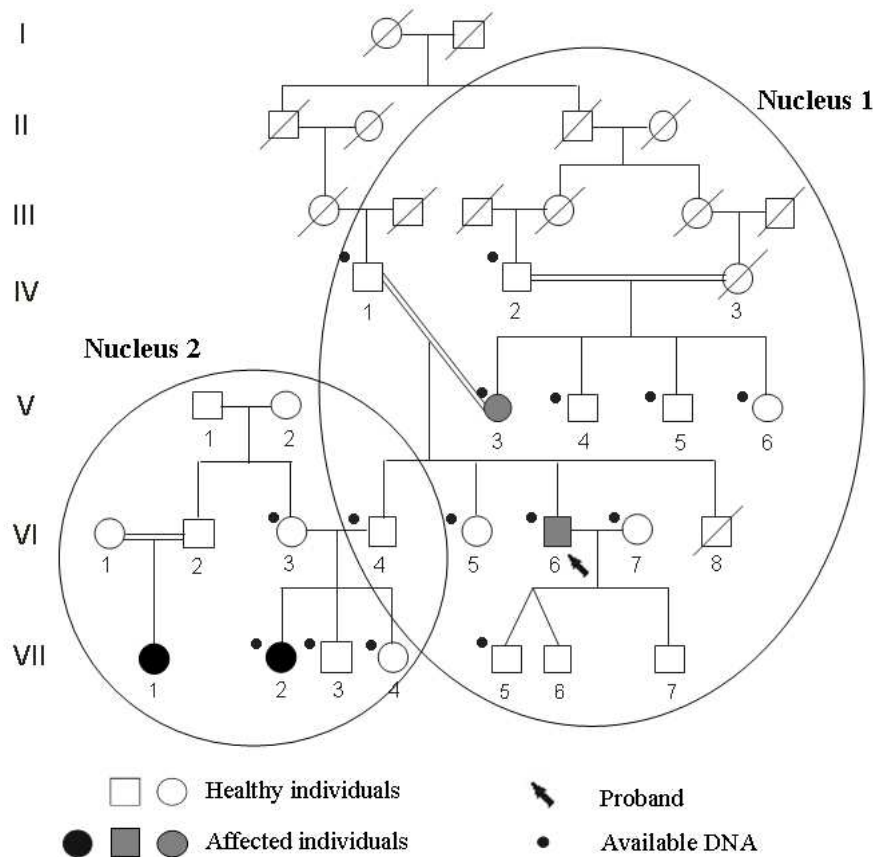 I
Nucleus 1
II
III
IV
1 2 3
Nucleus 2
V
1 2 3 4 5 6
VI
1 2 3 4 5 6 7 8
VII
1 2 3 4 5 6 7
Healthy individuals
Proband
Affected individuals
Available DNA